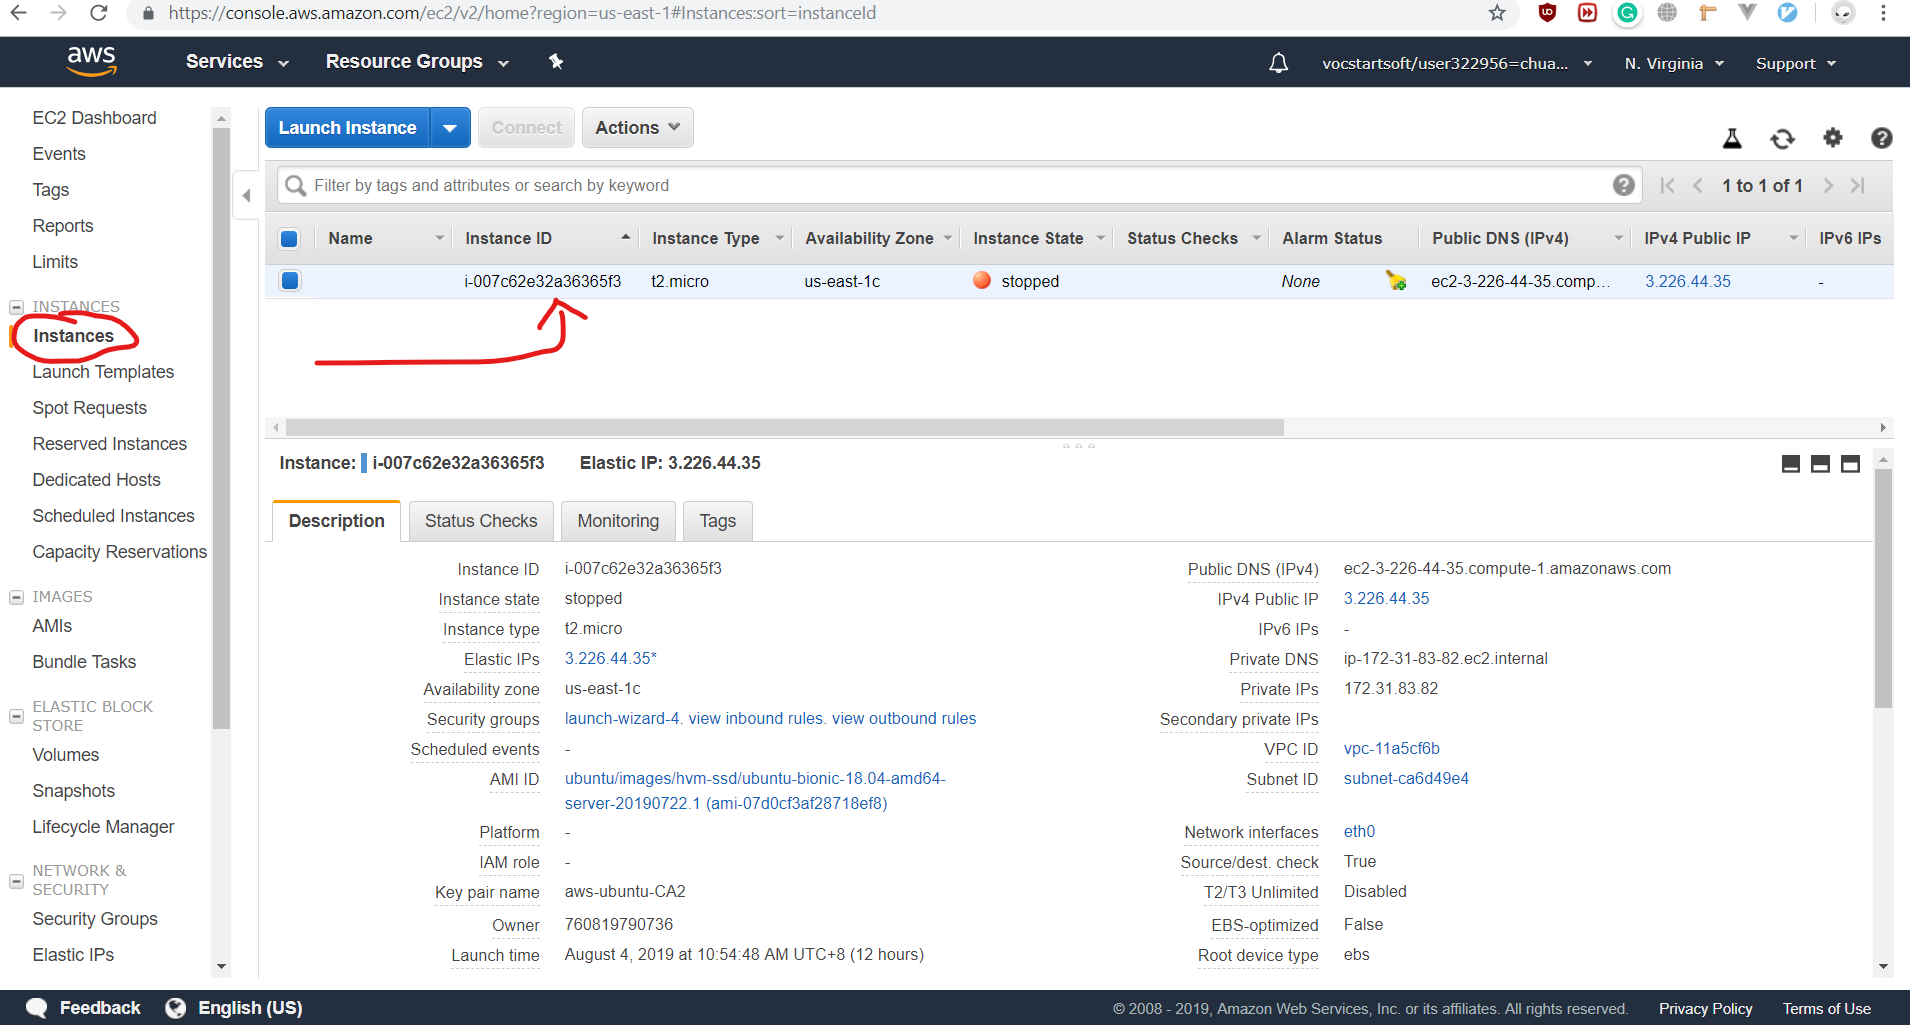 https://console.aws.amazon.com/ec2/v2/home?region=us-east-1#Instances:sort=instanceId
aws
Services
Resource Groups
vocstartsoft/user322956=chua...
N. Virginia
Support
EC2 Dashboard
Events
Tags
Reports
Limits
INSTANCES
Instances
Launch Templates
Spot Requests
Reserved Instances
Dedicated Hosts
Scheduled Instances
Capacity Reservations
IMAGES
AMIs
Bundle Tasks
ELASTIC BLOCK
STORE
Volumes
Snapshots
Lifecycle Manager
NETWORK &
SECURITY
Security Groups
Elastic IPs
Launch Instance
Connect
Actions
Filter by tags and attributes or search by keyword
1 to 1 of 1
Name Instance ID Instance Type Availability Zone Instance State Status Checks Alarm Status Public DNS (IPv4) IPv4 Public IP IPv6 IPs
i-007c62e32a36365f3 t2.micro us-east-1c stopped None ec2-3-226-44-35.comp... 3.226.44.35 -
Instance: i-007c62e32a36365f3 Elastic IP: 3.226.44.35
Description Status Checks Monitoring Tags
Instance ID i-007c62e32a36365f3
Instance state stopped
Instance type t2.micro
Elastic IPs 3.226.44.35*
Availability zone us-east-1c
Security groups launch-wizard-4. view inbound rules. view outbound rules
Scheduled events -
AMI ID ubuntu/images/hvm-ssd/ubuntu-bionic-18.04-amd64-
server-20190722.1 (ami-07d0cf3af28718ef8)
Platform -
IAM role -
Key pair name aws-ubuntu-CA2
Owner 760819790736
Launch time August 4, 2019 at 10:54:48 AM UTC+8 (12 hours)
Public DNS (IPv4) ec2-3-226-44-35.compute-1.amazonaws.com
IPv4 Public IP 3.226.44.35
IPv6 IPs -
Private DNS ip-172-31-83-82.ec2.internal
Private IPs 172.31.83.82
Secondary private IPs
VPC ID vpc-11a5cf6b
Subnet ID subnet-ca6d49e4
Network interfaces eth0
Source/dest. check True
T2/T3 Unlimited Disabled
EBS-optimized False
Root device type ebs
Feedback
English (US)
© 2008 - 2019, Amazon Web Services, Inc. or its affiliates. All rights reserved.
Privacy Policy
Terms of Use